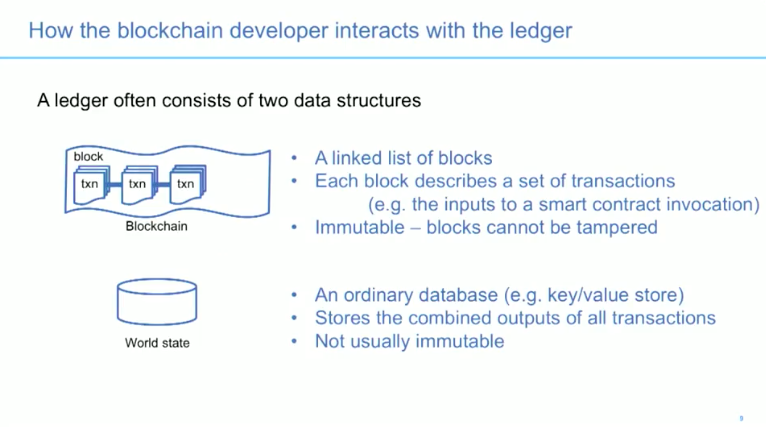 How the blockchain developer interacts with the ledger
A ledger often consists of two data structures
block
txn txn txn
Blockchain
• A linked list of blocks
• Each block describes a set of transactions
(e.g. the inputs to a smart contract invocation)
• Immutable – blocks cannot be tampered
World state
• An ordinary database (e.g. key/value store)
• Stores the combined outputs of all transactions
• Not usually immutable
9